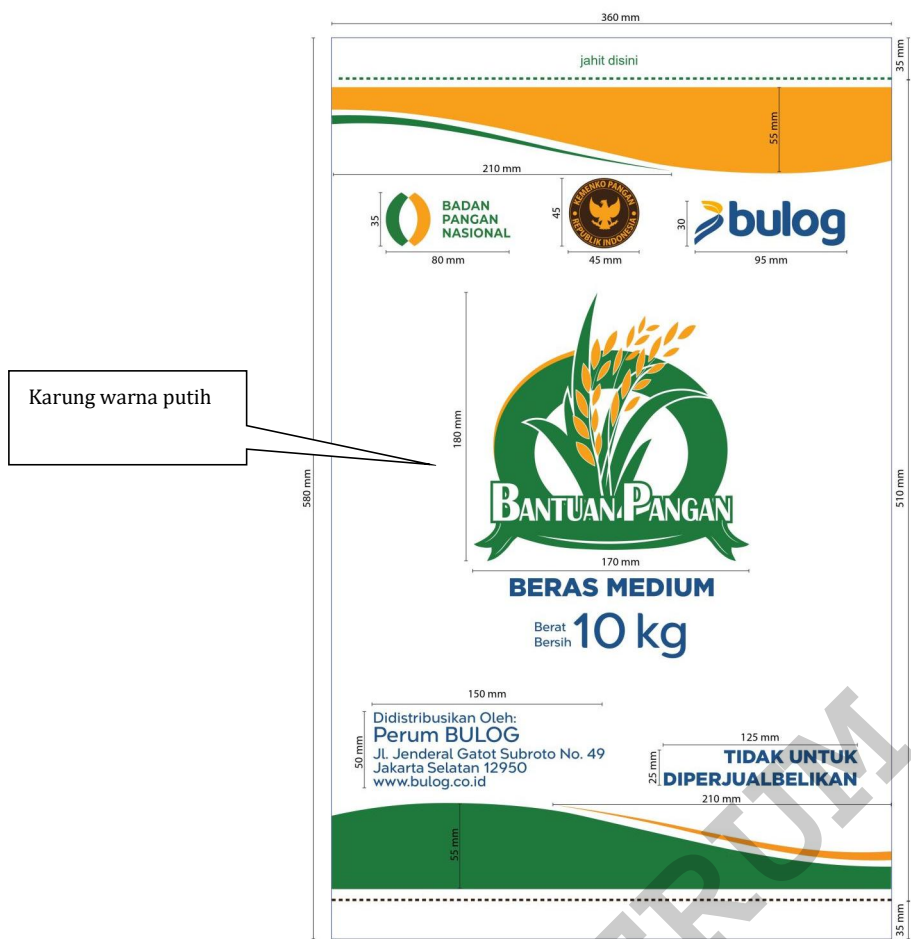 360 mm
35 mm
jahit disini
55 mm
210 mm
35
BADAN
PANGAN
NASIONAL
80 mm
45
KEMENKO PANGAN
REPUBLIK INDONESIA
45 mm
30
bulog
95 mm
Karung warna putih
180 mm
580 mm
510 mm
BANTUAN PANGAN
170 mm
BERAS MEDIUM
Berat
Bersih 10 kg
150 mm
50 mm
Didistribusikan Oleh:
Perum BULOG
Jl. Jenderal Gatot Subroto No. 49
Jakarta Selatan 12950
www.bulog.co.id
125 mm
25 mm
TIDAK UNTUK
DIPERJUALBELIKAN
210 mm
55 mm
35 mm
ERUM